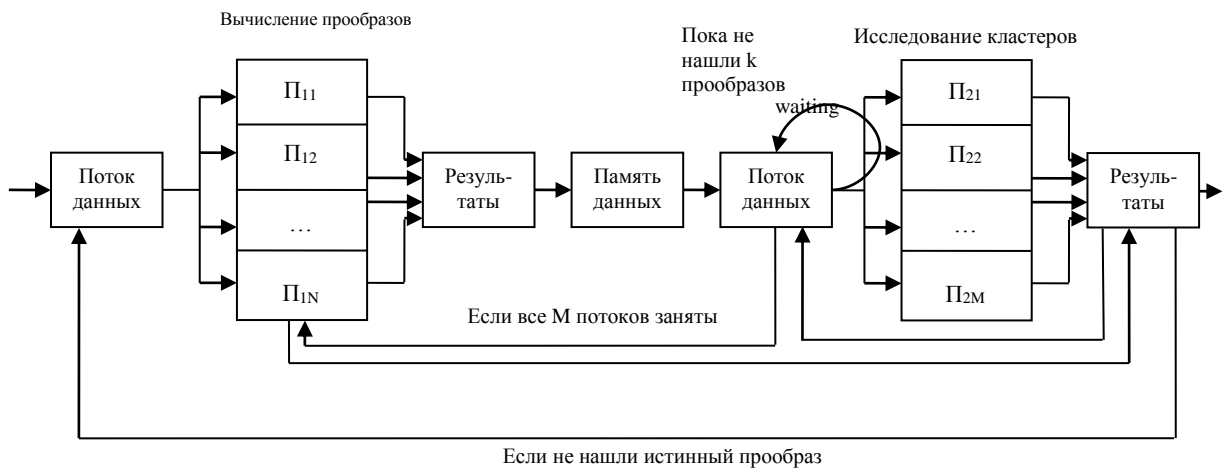 Вычисление прообразов
Пока не
нашли k
прообразов
waiting
Исследование кластеров
П11
П12
…
П1N
Поток
данных
Резуль-
таты
Память
данных
Поток
данных
П21
П22
…
П2М
Резуль-
таты
Если все M потоков заняты
Если не нашли истинный прообраз